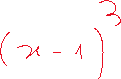 (x - 1)³